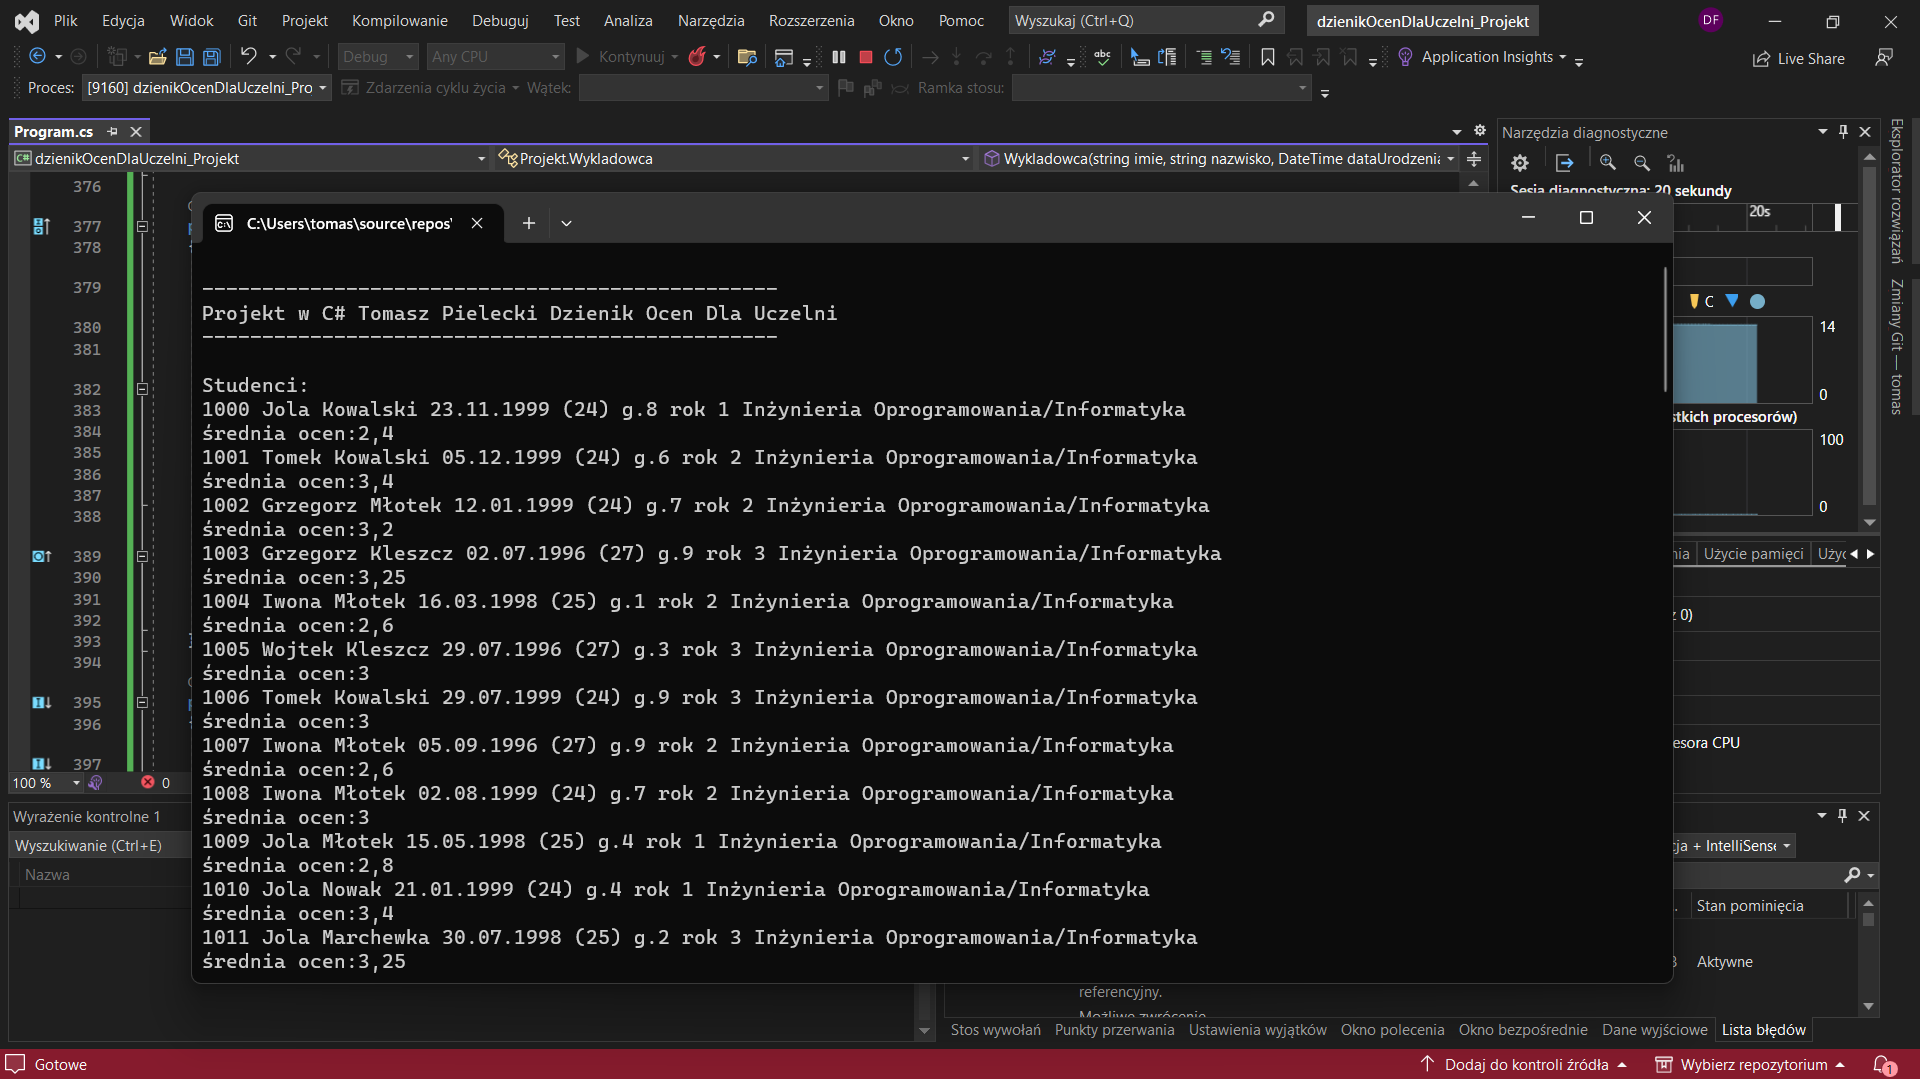 Plik Edycja Widok Git Projekt Kompilowanie Debuguj Test Analiza Narzędzia Rozszerzenia Okno Pomoc Wyszukaj (Ctrl+Q) dzienikOcenDlaUczelni_Projekt DF
Debug Any CPU Kontynuuj Application Insights Live Share
Proces: [9160] dzienikOcenDlaUczelni_Pro Zdarzenia cyklu życia Wątek: Ramka stosu:
Program.cs
dzienikOcenDlaUczelni_Projekt Projekt.Wykladowca Wykladowca(string imie, string nazwisko, DateTime dataUrodzenia
376
377
378
379
380
381
382
383
384
385
386
387
388
389
390
391
392
393
394
395
396
397
100 % 0
C:\Users\tomas\source\repos\
------------------------------------------------
Projekt w C# Tomasz Pielecki Dzienik Ocen Dla Uczelni
------------------------------------------------
Studenci:
1000 Jola Kowalski 23.11.1999 (24) g.8 rok 1 Inżynieria Oprogramowania/Informatyka
średnia ocen:2,4
1001 Tomek Kowalski 05.12.1999 (24) g.6 rok 2 Inżynieria Oprogramowania/Informatyka
średnia ocen:3,4
1002 Grzegorz Młotek 12.01.1999 (24) g.7 rok 2 Inżynieria Oprogramowania/Informatyka
średnia ocen:3,2
1003 Grzegorz Kleszcz 02.07.1996 (27) g.9 rok 3 Inżynieria Oprogramowania/Informatyka
średnia ocen:3,25
1004 Iwona Młotek 16.03.1998 (25) g.1 rok 2 Inżynieria Oprogramowania/Informatyka
średnia ocen:2,6
1005 Wojtek Kleszcz 29.07.1996 (27) g.3 rok 3 Inżynieria Oprogramowania/Informatyka
średnia ocen:3
1006 Tomek Kowalski 29.07.1999 (24) g.9 rok 3 Inżynieria Oprogramowania/Informatyka
średnia ocen:3
1007 Iwona Młotek 05.09.1996 (27) g.9 rok 2 Inżynieria Oprogramowania/Informatyka
średnia ocen:2,6
1008 Iwona Młotek 02.08.1999 (24) g.7 rok 2 Inżynieria Oprogramowania/Informatyka
średnia ocen:3
1009 Jola Młotek 15.05.1998 (25) g.4 rok 1 Inżynieria Oprogramowania/Informatyka
średnia ocen:2,8
1010 Jola Nowak 21.01.1999 (24) g.4 rok 1 Inżynieria Oprogramowania/Informatyka
średnia ocen:3,4
1011 Jola Marchewka 30.07.1998 (25) g.2 rok 3 Inżynieria Oprogramowania/Informatyka
średnia ocen:3,25
Narzędzia diagnostyczne
Sesja diagnostyczna: 20 sekundy
20s
C
14
0
stkich procesorów)
100
0
nia Użycie pamięci Użyc
z 0)
esora CPU
Eksplorator rozwiązań
Zmiany Git — tomas
Wyrażenie kontrolne 1
Wyszukiwanie (Ctrl+E)
Nazwa
cja + IntelliSense
Stan pominięcia
Aktywne
referencyjny.
Możliwe zwrócenie
Stos wywołań Punkty przerwania Ustawienia wyjątków Okno polecenia Okno bezpośrednie Dane wyjściowe Lista błędów
Gotowe Dodaj do kontroli źródła Wybierz repozytorium 1